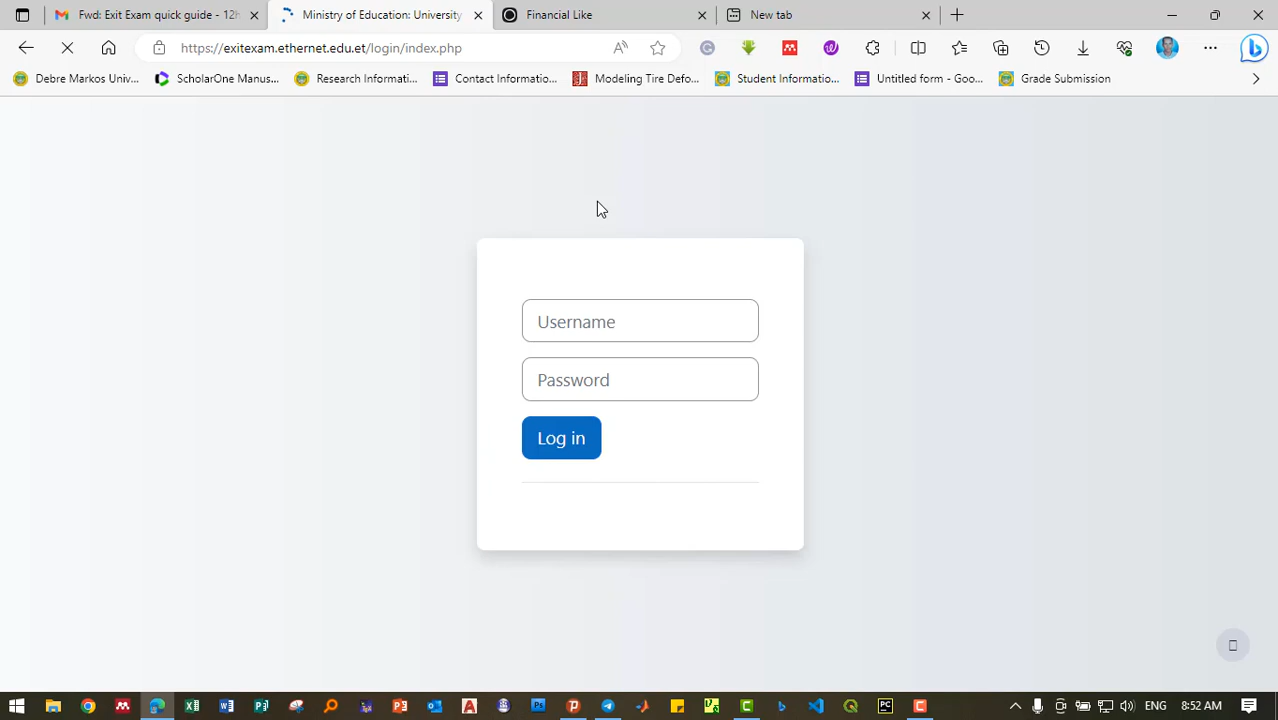 Fwd: Exit Exam quick guide - 12h
Ministry of Education: University
Financial Like
New tab
https://exitexam.ethernet.edu.et/login/index.php
Debre Markos Univ...
ScholarOne Manus...
Research Informati...
Contact Informatio...
Modeling Tire Defo...
Student Informatio...
Untitled form - Goo...
Grade Submission
Username
Password
Log in
ENG
8:52 AM